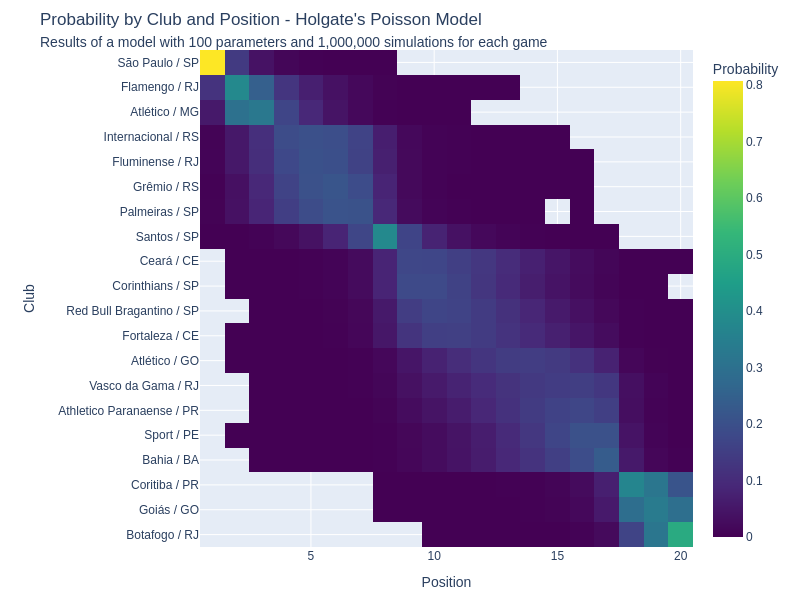 Probability by Club and Position - Holgate's Poisson Model
Results of a model with 100 parameters and 1,000,000 simulations for each game
Probability
São Paulo / SP
Flamengo / RJ
Atlético / MG
Internacional / RS
Fluminense / RJ
Grêmio / RS
Palmeiras / SP
Santos / SP
Ceará / CE
Corinthians / SP
Red Bull Bragantino / SP
Fortaleza / CE
Atlético / GO
Vasco da Gama / RJ
Athletico Paranaense / PR
Sport / PE
Bahia / BA
Coritiba / PR
Goiás / GO
Botafogo / RJ
Club
5
10
15
20
Position
0.8
0.7
0.6
0.5
0.4
0.3
0.2
0.1
0